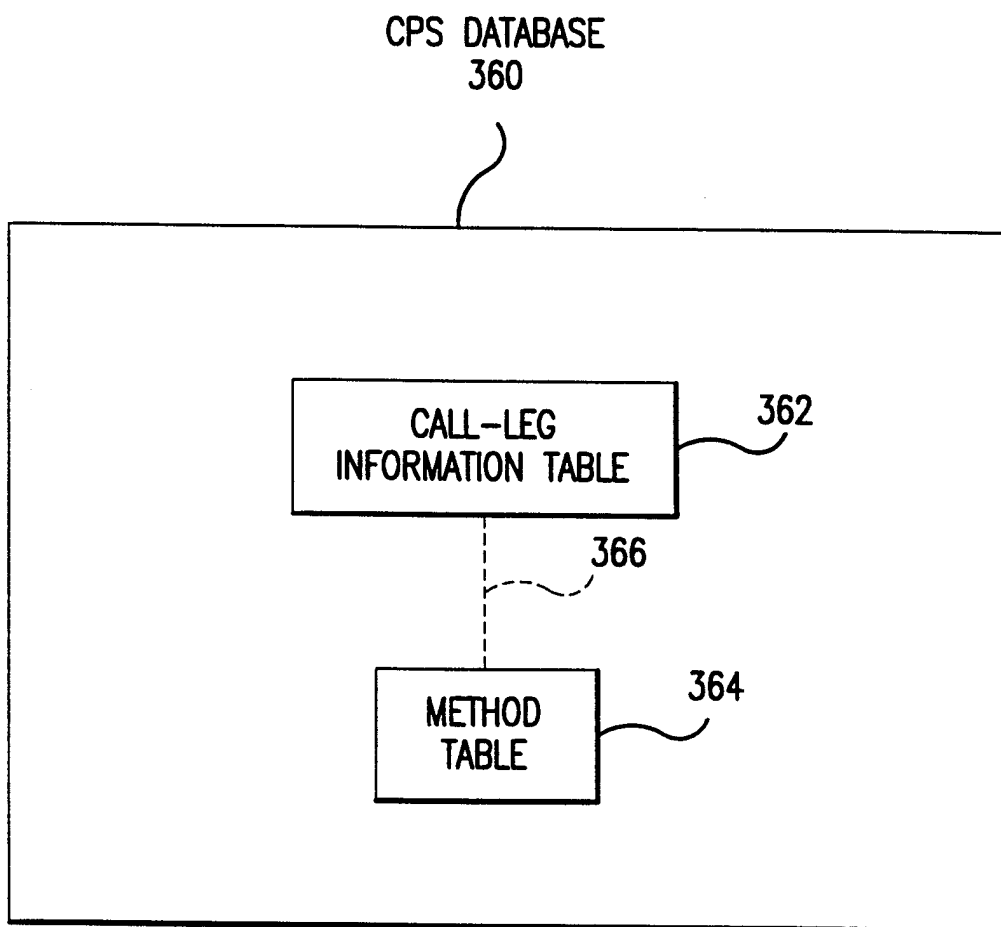 CPS DATABASE
360
CALL-LEG
INFORMATION TABLE
362
366
METHOD
TABLE
364